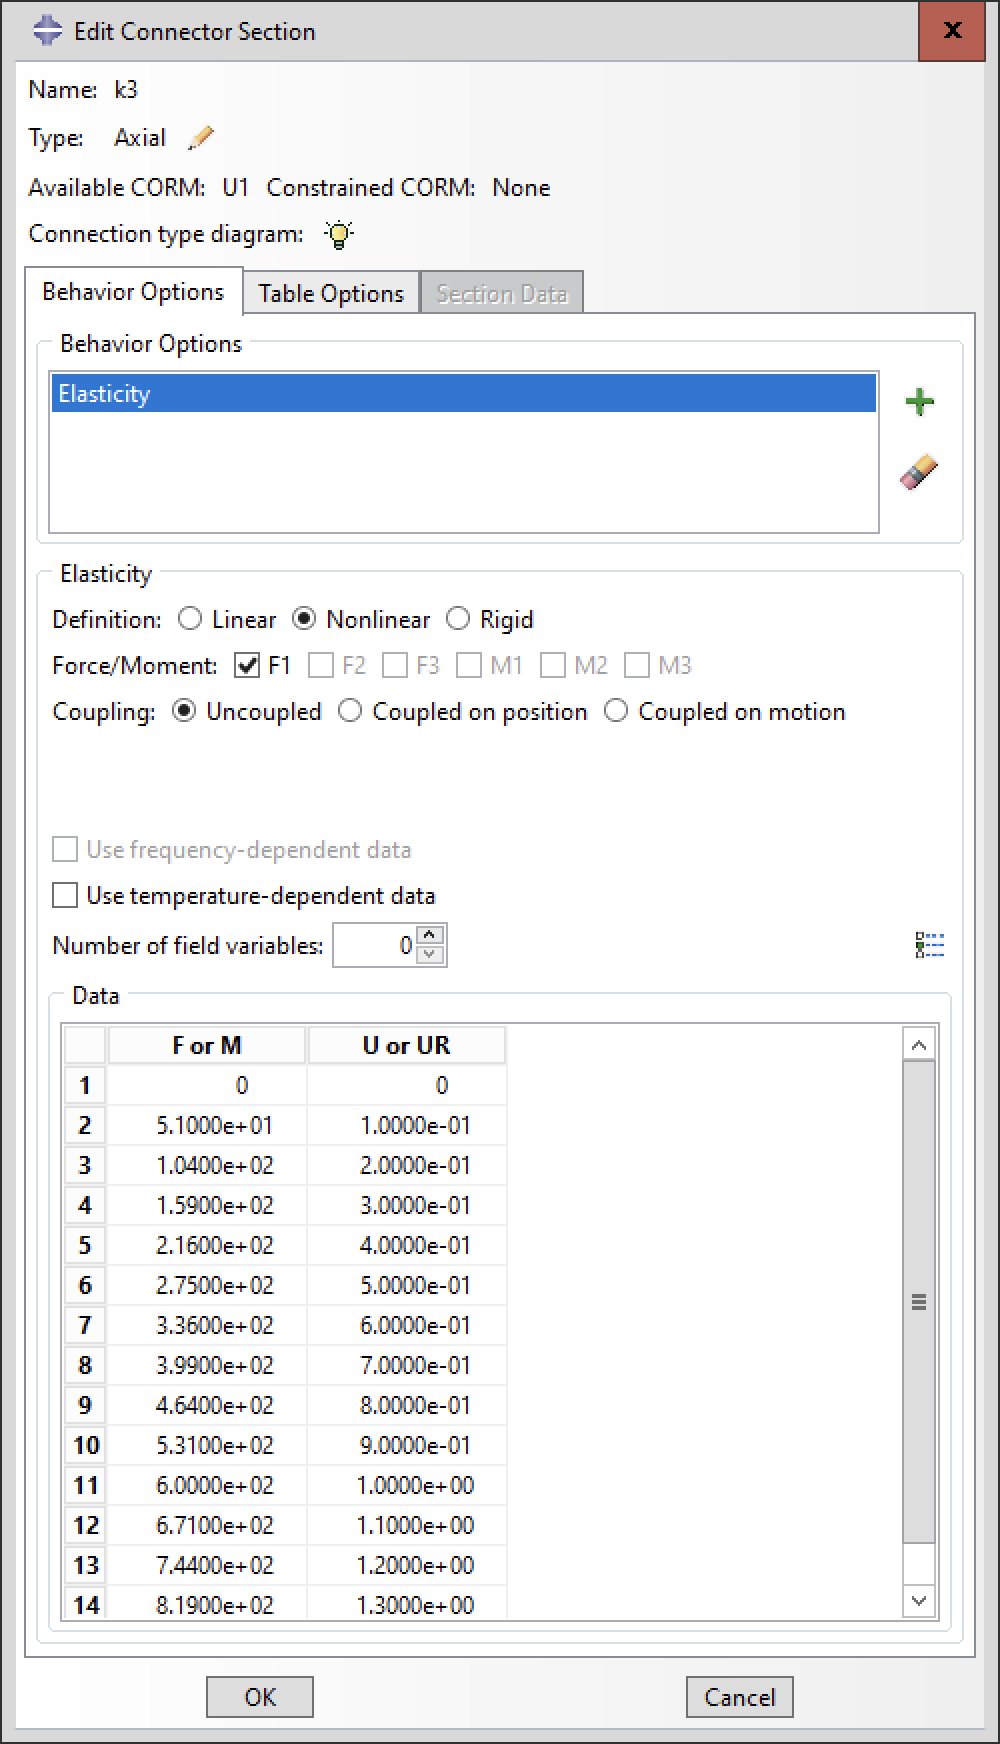 Edit Connector Section
x
Name: k3
Type: Axial
Available CORM: U1 Constrained CORM: None
Connection type diagram:
Behavior Options Table Options Section Data
Behavior Options
Elasticity
Elasticity
Definition: Linear Nonlinear Rigid
Force/Moment: F1 F2 F3 M1 M2 M3
Coupling: Uncoupled Coupled on position Coupled on motion
Use frequency-dependent data
Use temperature-dependent data
Number of field variables: 0
Data
F or M U or UR
1 0 0
2 5.1000e+01 1.0000e-01
3 1.0400e+02 2.0000e-01
4 1.5900e+02 3.0000e-01
5 2.1600e+02 4.0000e-01
6 2.7500e+02 5.0000e-01
7 3.3600e+02 6.0000e-01
8 3.9900e+02 7.0000e-01
9 4.6400e+02 8.0000e-01
10 5.3100e+02 9.0000e-01
11 6.0000e+02 1.0000e+00
12 6.7100e+02 1.1000e+00
13 7.4400e+02 1.2000e+00
14 8.1900e+02 1.3000e+00
OK Cancel